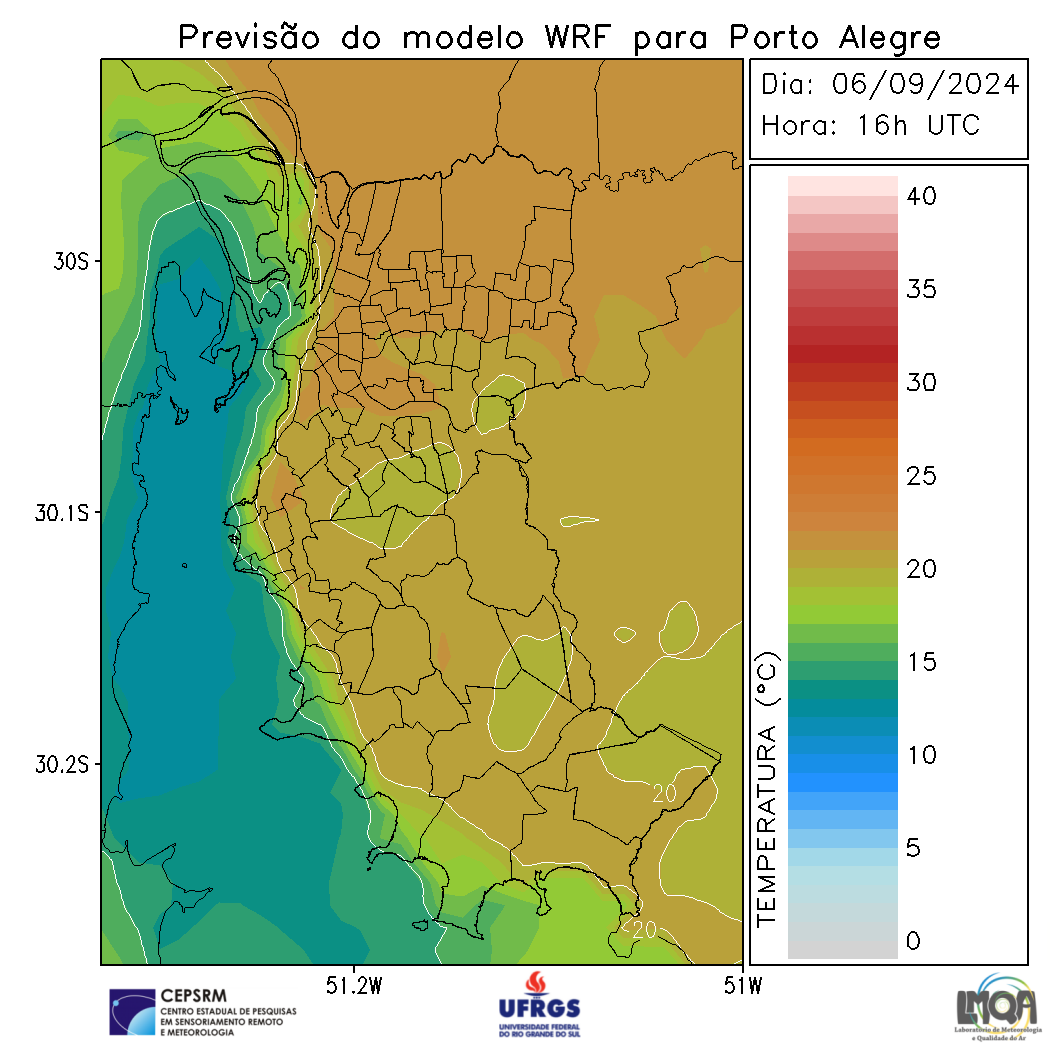 Previsão do modelo WRF para Porto Alegre
Dia: 06/09/2024
Hora: 16h UTC
40
35
30
25
20
15
10
5
0
TEMPERATURA (°C)
30S
30.1S
30.2S
20
20
51.2W
51W
CEPSRM
CENTRO ESTADUAL DE PESQUISAS
EM SENSORIAMENTO REMOTO
E METEOROLOGIA
UFRGS
UNIVERSIDADE FEDERAL
DO RIO GRANDE DO SUL
LMQA
Laboratório de Meteorologia
e Qualidade do Ar